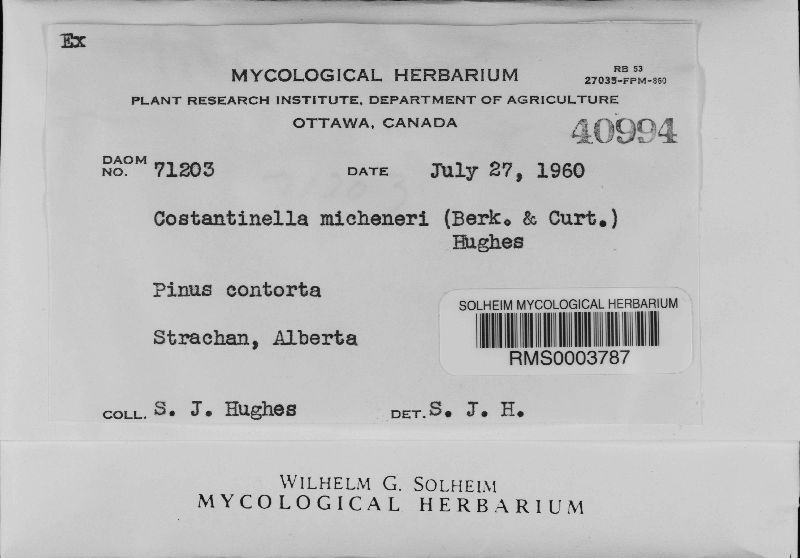 Ex
MYCOLOGICAL HERBARIUM
RB 53
27035-FPM-860
PLANT RESEARCH INSTITUTE, DEPARTMENT OF AGRICULTURE
OTTAWA, CANADA
40994
DAOM NO. 71203 DATE July 27, 1960
Costantinella micheneri (Berk. & Curt.)
Hughes
Pinus contorta
Strachan, Alberta
SOLHEIM MYCOLOGICAL HERBARIUM
RMS0003787
COLL. S. J. Hughes DET. S. J. H.
WILHELM G. SOLHEIM
MYCOLOGICAL HERBARIUM